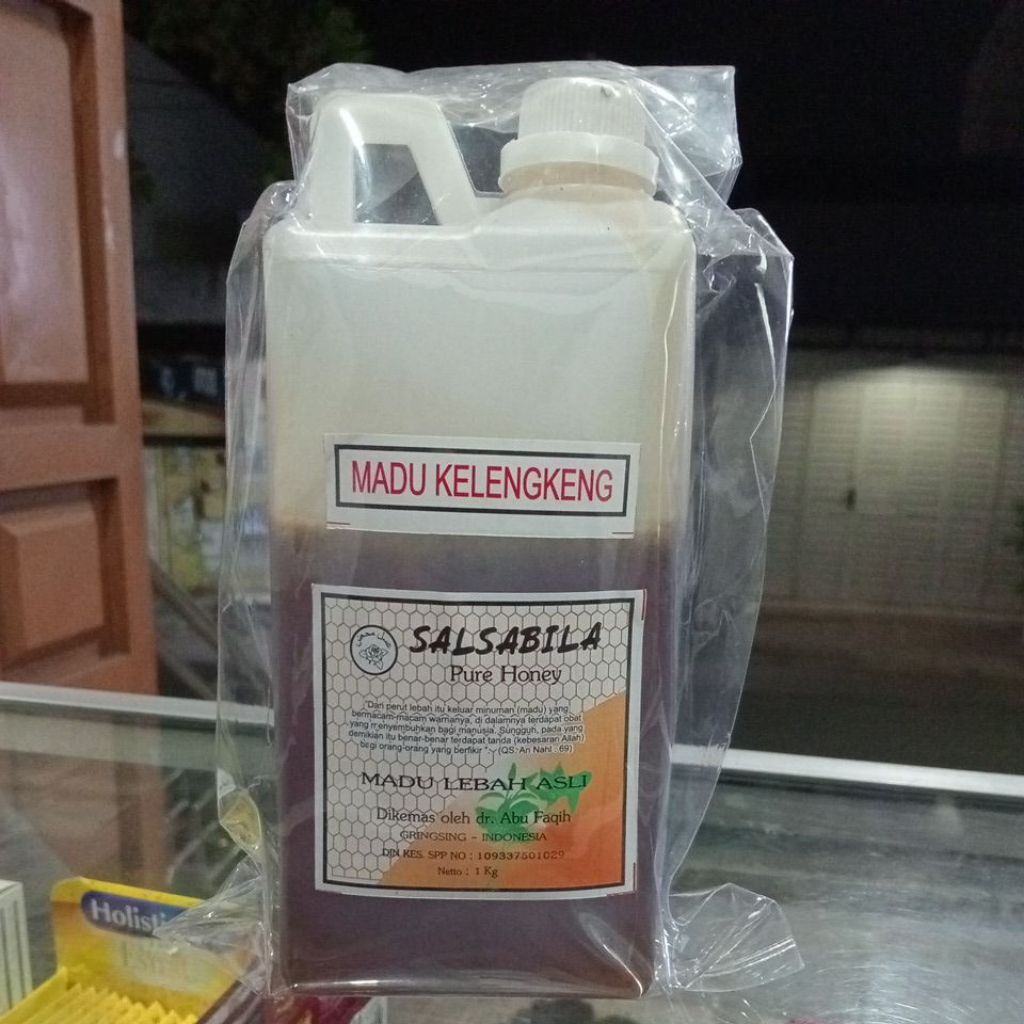 MADU KELENGKENG
SALSABILA
Pure Honey
"Dari perut lebah itu keluar minuman (madu) yang
bermacam-macam warnanya, di dalamnya terdapat obat
yang menyembuhkan bagi manusia. Sungguh, pada yang
demikian itu benar-benar terdapat tanda (kebesaran Allah)
bagi orang-orang yang berfikir " (QS. An Nahl : 69)
MADU LEBAH ASLI
Dikemas oleh dr. Abu Faqih
GRINGSING - INDONESIA
DIN KES. SPP NO : 109337501029
Netto : 1 Kg